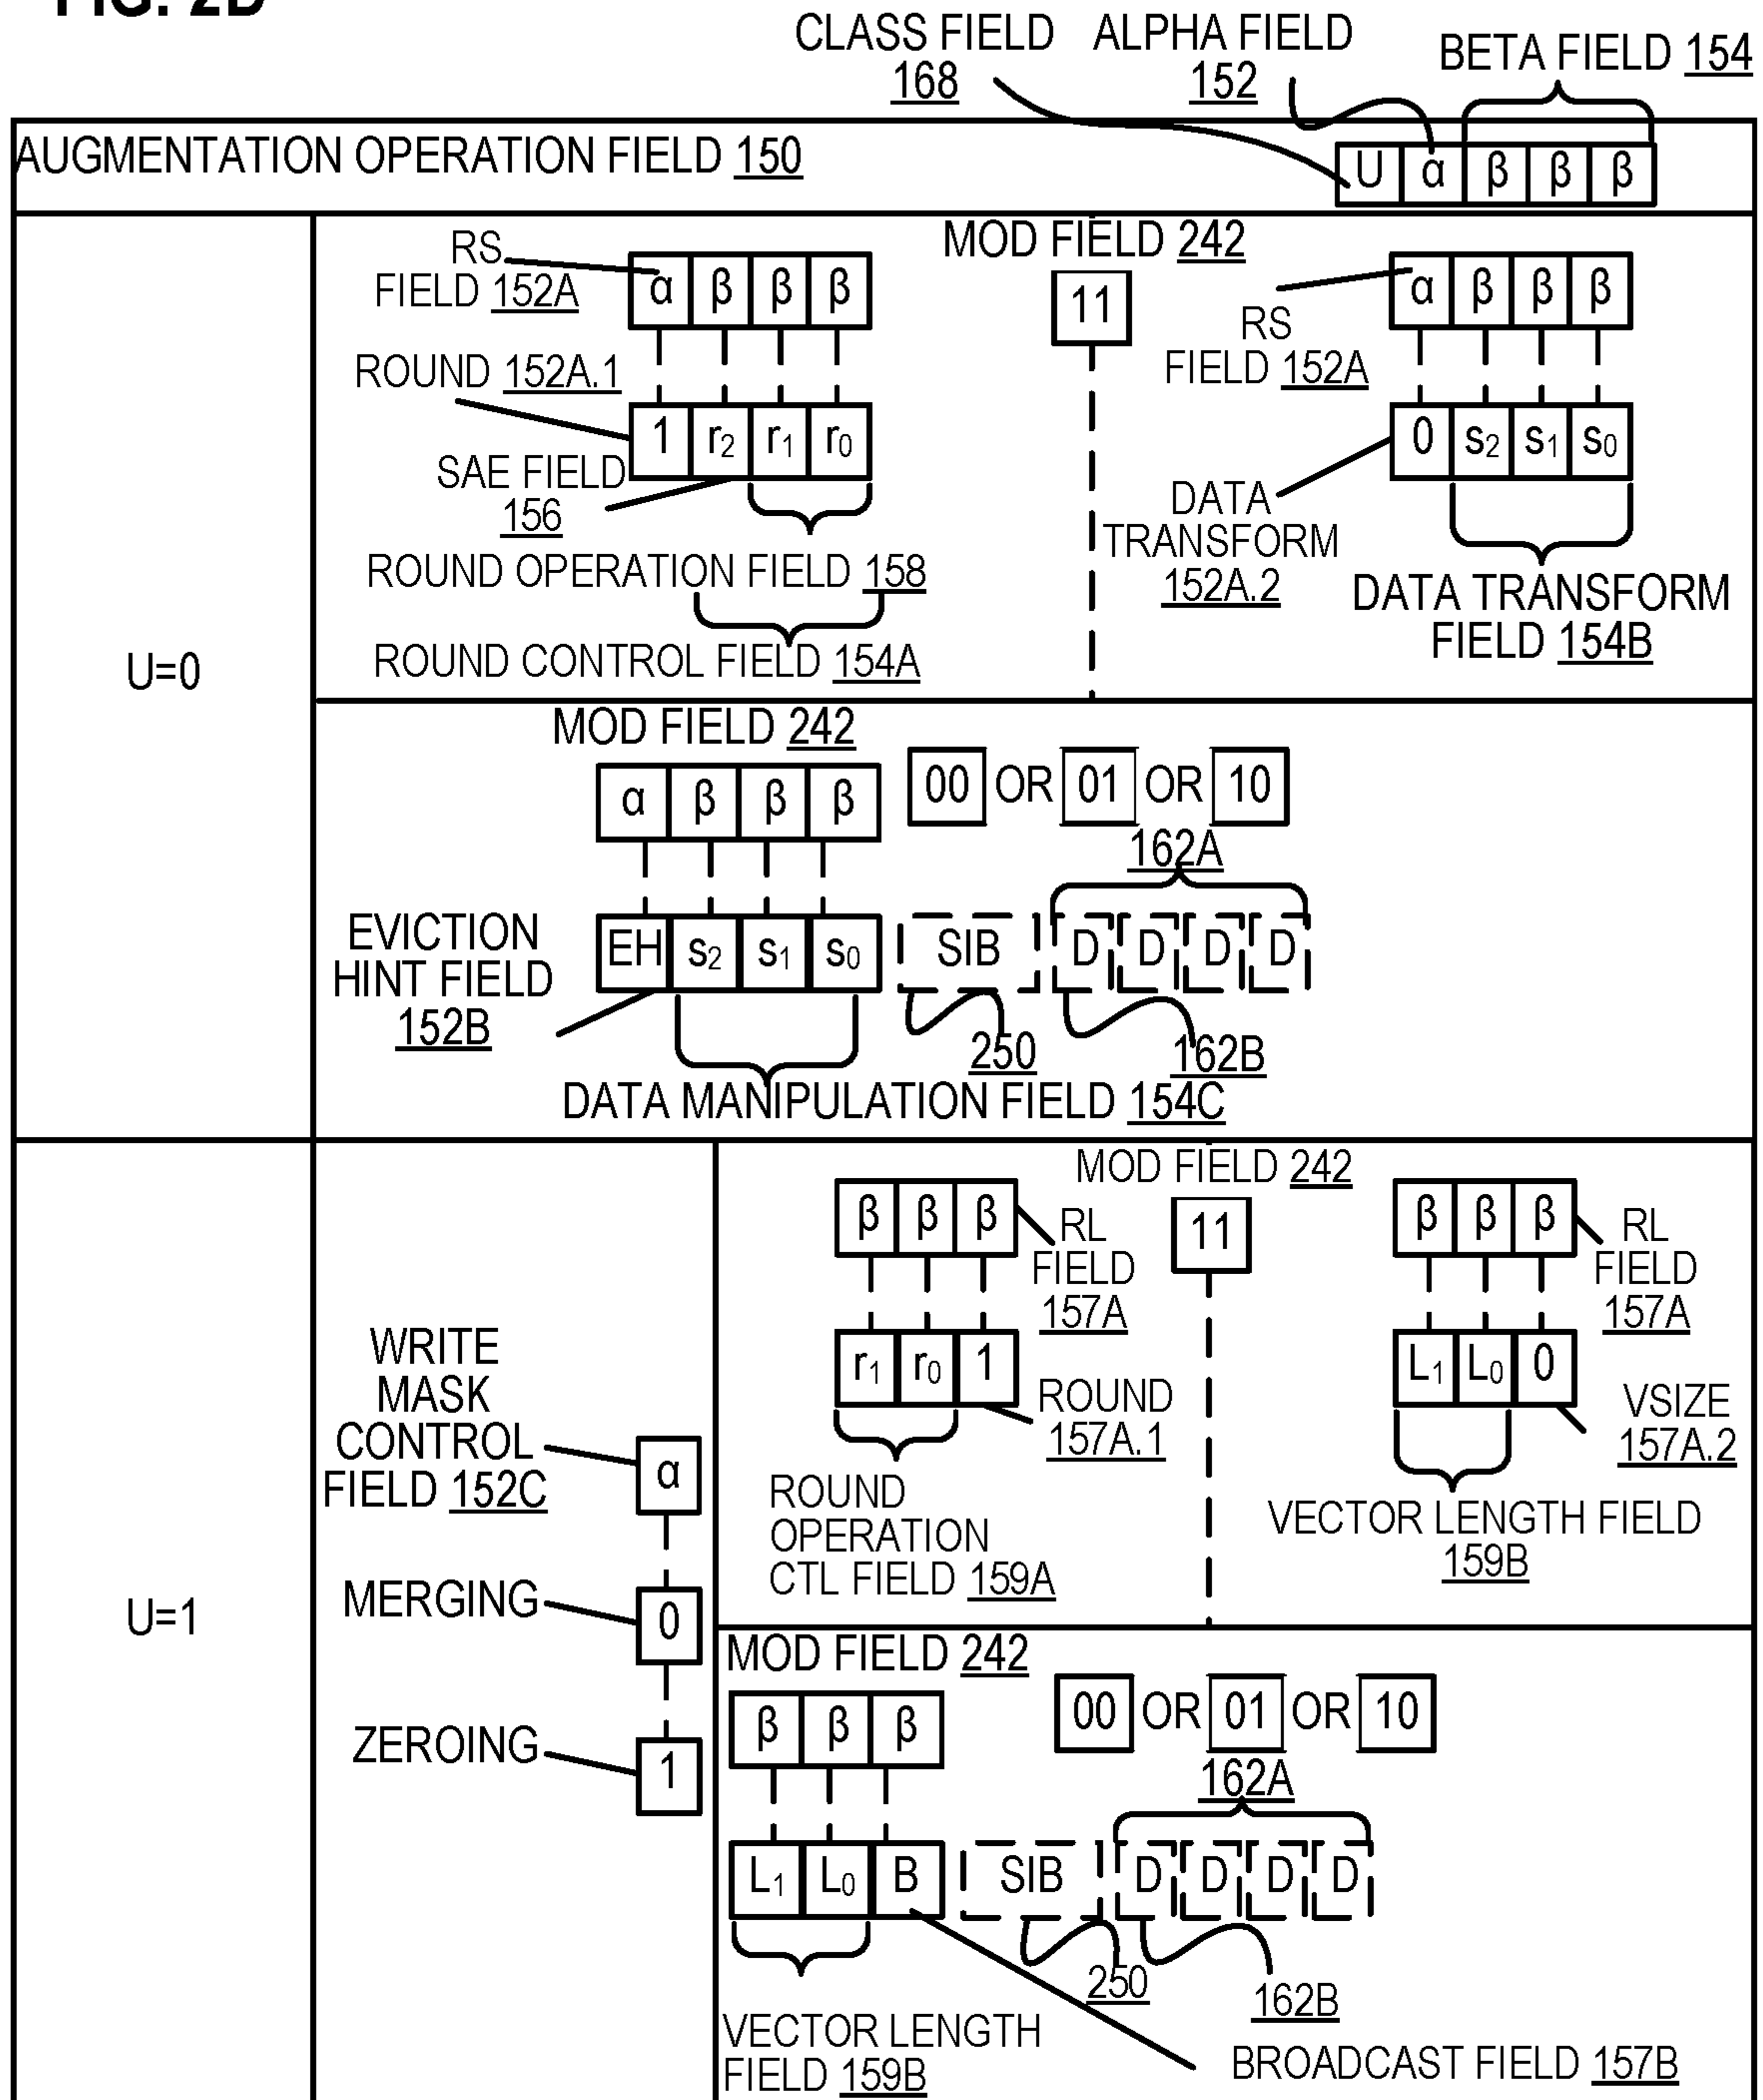 FIG. 2D
CLASS FIELD
168
ALPHA FIELD
152
BETA FIELD 154
AUGMENTATION OPERATION FIELD 150
U α β β β
U=0
RS
FIELD 152A
α β β β
ROUND 152A.1
1 r2 r1 r0
SAE FIELD
156
ROUND OPERATION FIELD 158
ROUND CONTROL FIELD 154A
MOD FIELD 242
11
α β β β
RS
FIELD 152A
0 s2 s1 s0
DATA
TRANSFORM
152A.2
DATA TRANSFORM
FIELD 154B
MOD FIELD 242
α β β β
00 OR 01 OR 10
162A
EVICTION
HINT FIELD
152B
EH s2 s1 s0
SIB D D D D
250
162B
DATA MANIPULATION FIELD 154C
U=1
WRITE
MASK
CONTROL
FIELD 152C
α
MERGING
0
ZEROING
1
MOD FIELD 242
β β β
RL
FIELD
157A
11
r1 r0 1
ROUND
157A.1
ROUND
OPERATION
CTL FIELD 159A
β β β
RL
FIELD
157A
L1 L0 0
VSIZE
157A.2
VECTOR LENGTH FIELD
159B
MOD FIELD 242
β β β
00 OR 01 OR 10
162A
L1 L0 B
SIB D D D D
250
162B
VECTOR LENGTH
FIELD 159B
BROADCAST FIELD 157B